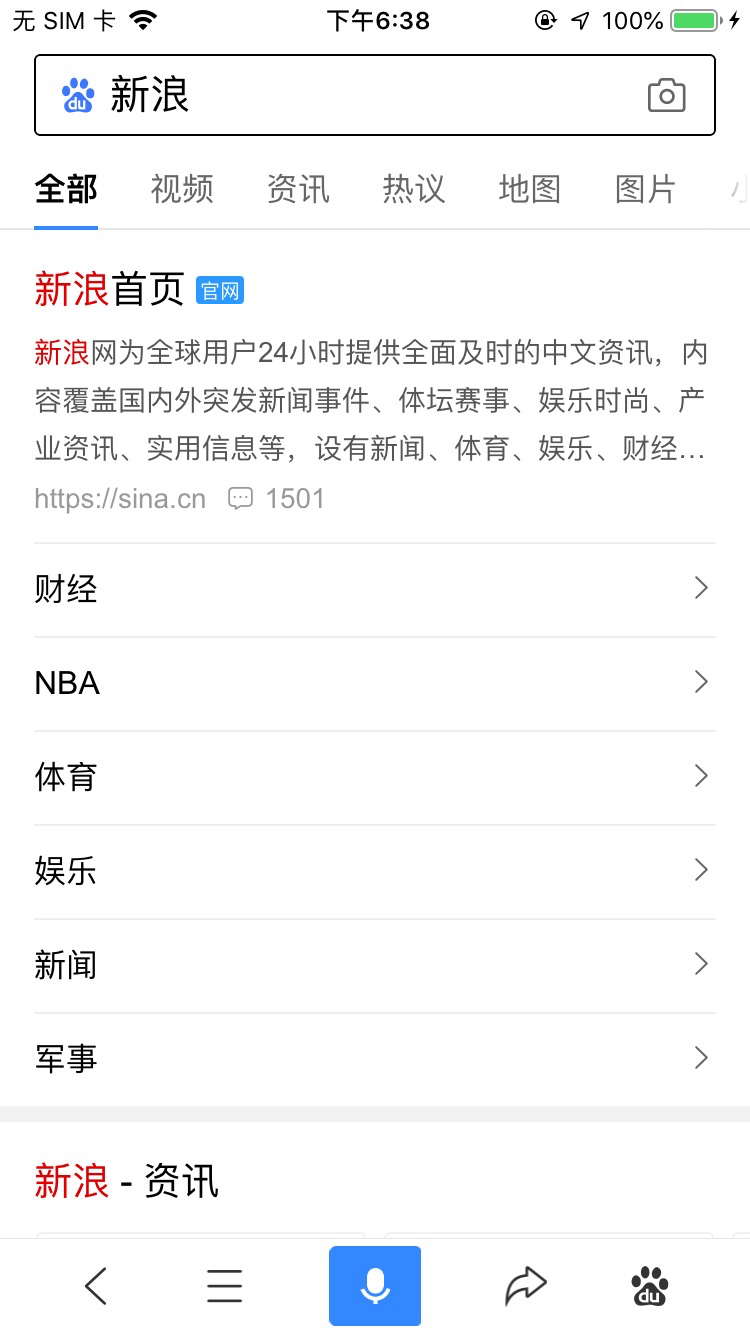 无 SIM 卡
下午6:38
100%
du 新浪
全部 视频 资讯 热议 地图 图片
新浪首页 官网
新浪网为全球用户24小时提供全面及时的中文资讯，内
容覆盖国内外突发新闻事件、体坛赛事、娱乐时尚、产
业资讯、实用信息等，设有新闻、体育、娱乐、财经...
https://sina.cn 1501
财经
NBA
体育
娱乐
新闻
军事
新浪 - 资讯
du